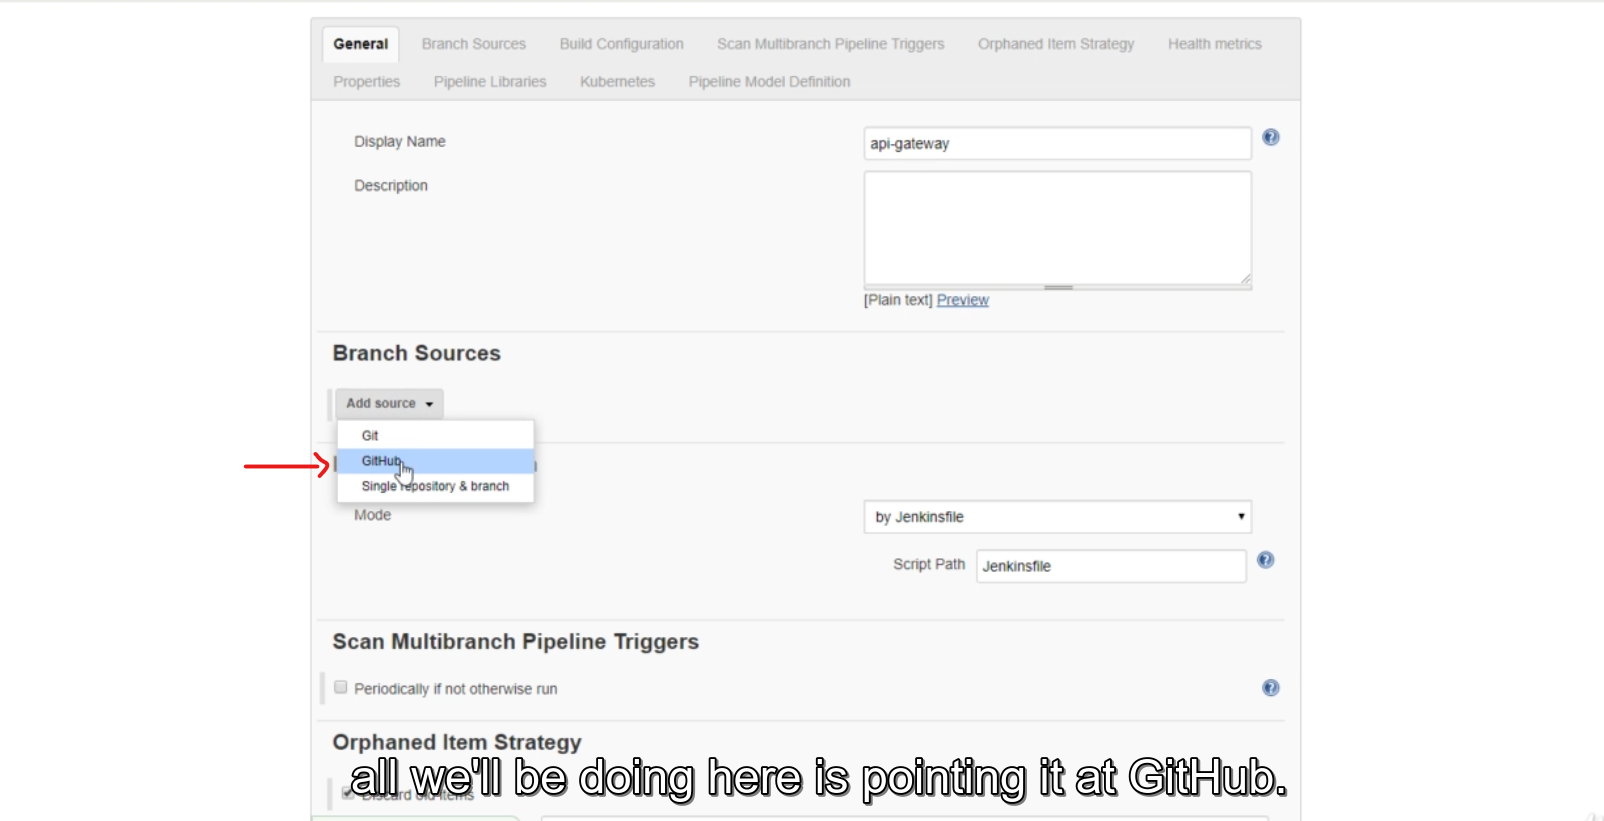 General Branch Sources Build Configuration Scan Multibranch Pipeline Triggers Orphaned Item Strategy Health metrics
Properties Pipeline Libraries Kubernetes Pipeline Model Definition
Display Name api-gateway
Description
[Plain text] Preview
Branch Sources
Add source
Git
GitHub
Single repository & branch
Mode by Jenkinsfile
Script Path Jenkinsfile
Scan Multibranch Pipeline Triggers
Periodically if not otherwise run
Orphaned Item Strategy
all we'll be doing here is pointing it at GitHub.
Discard old items